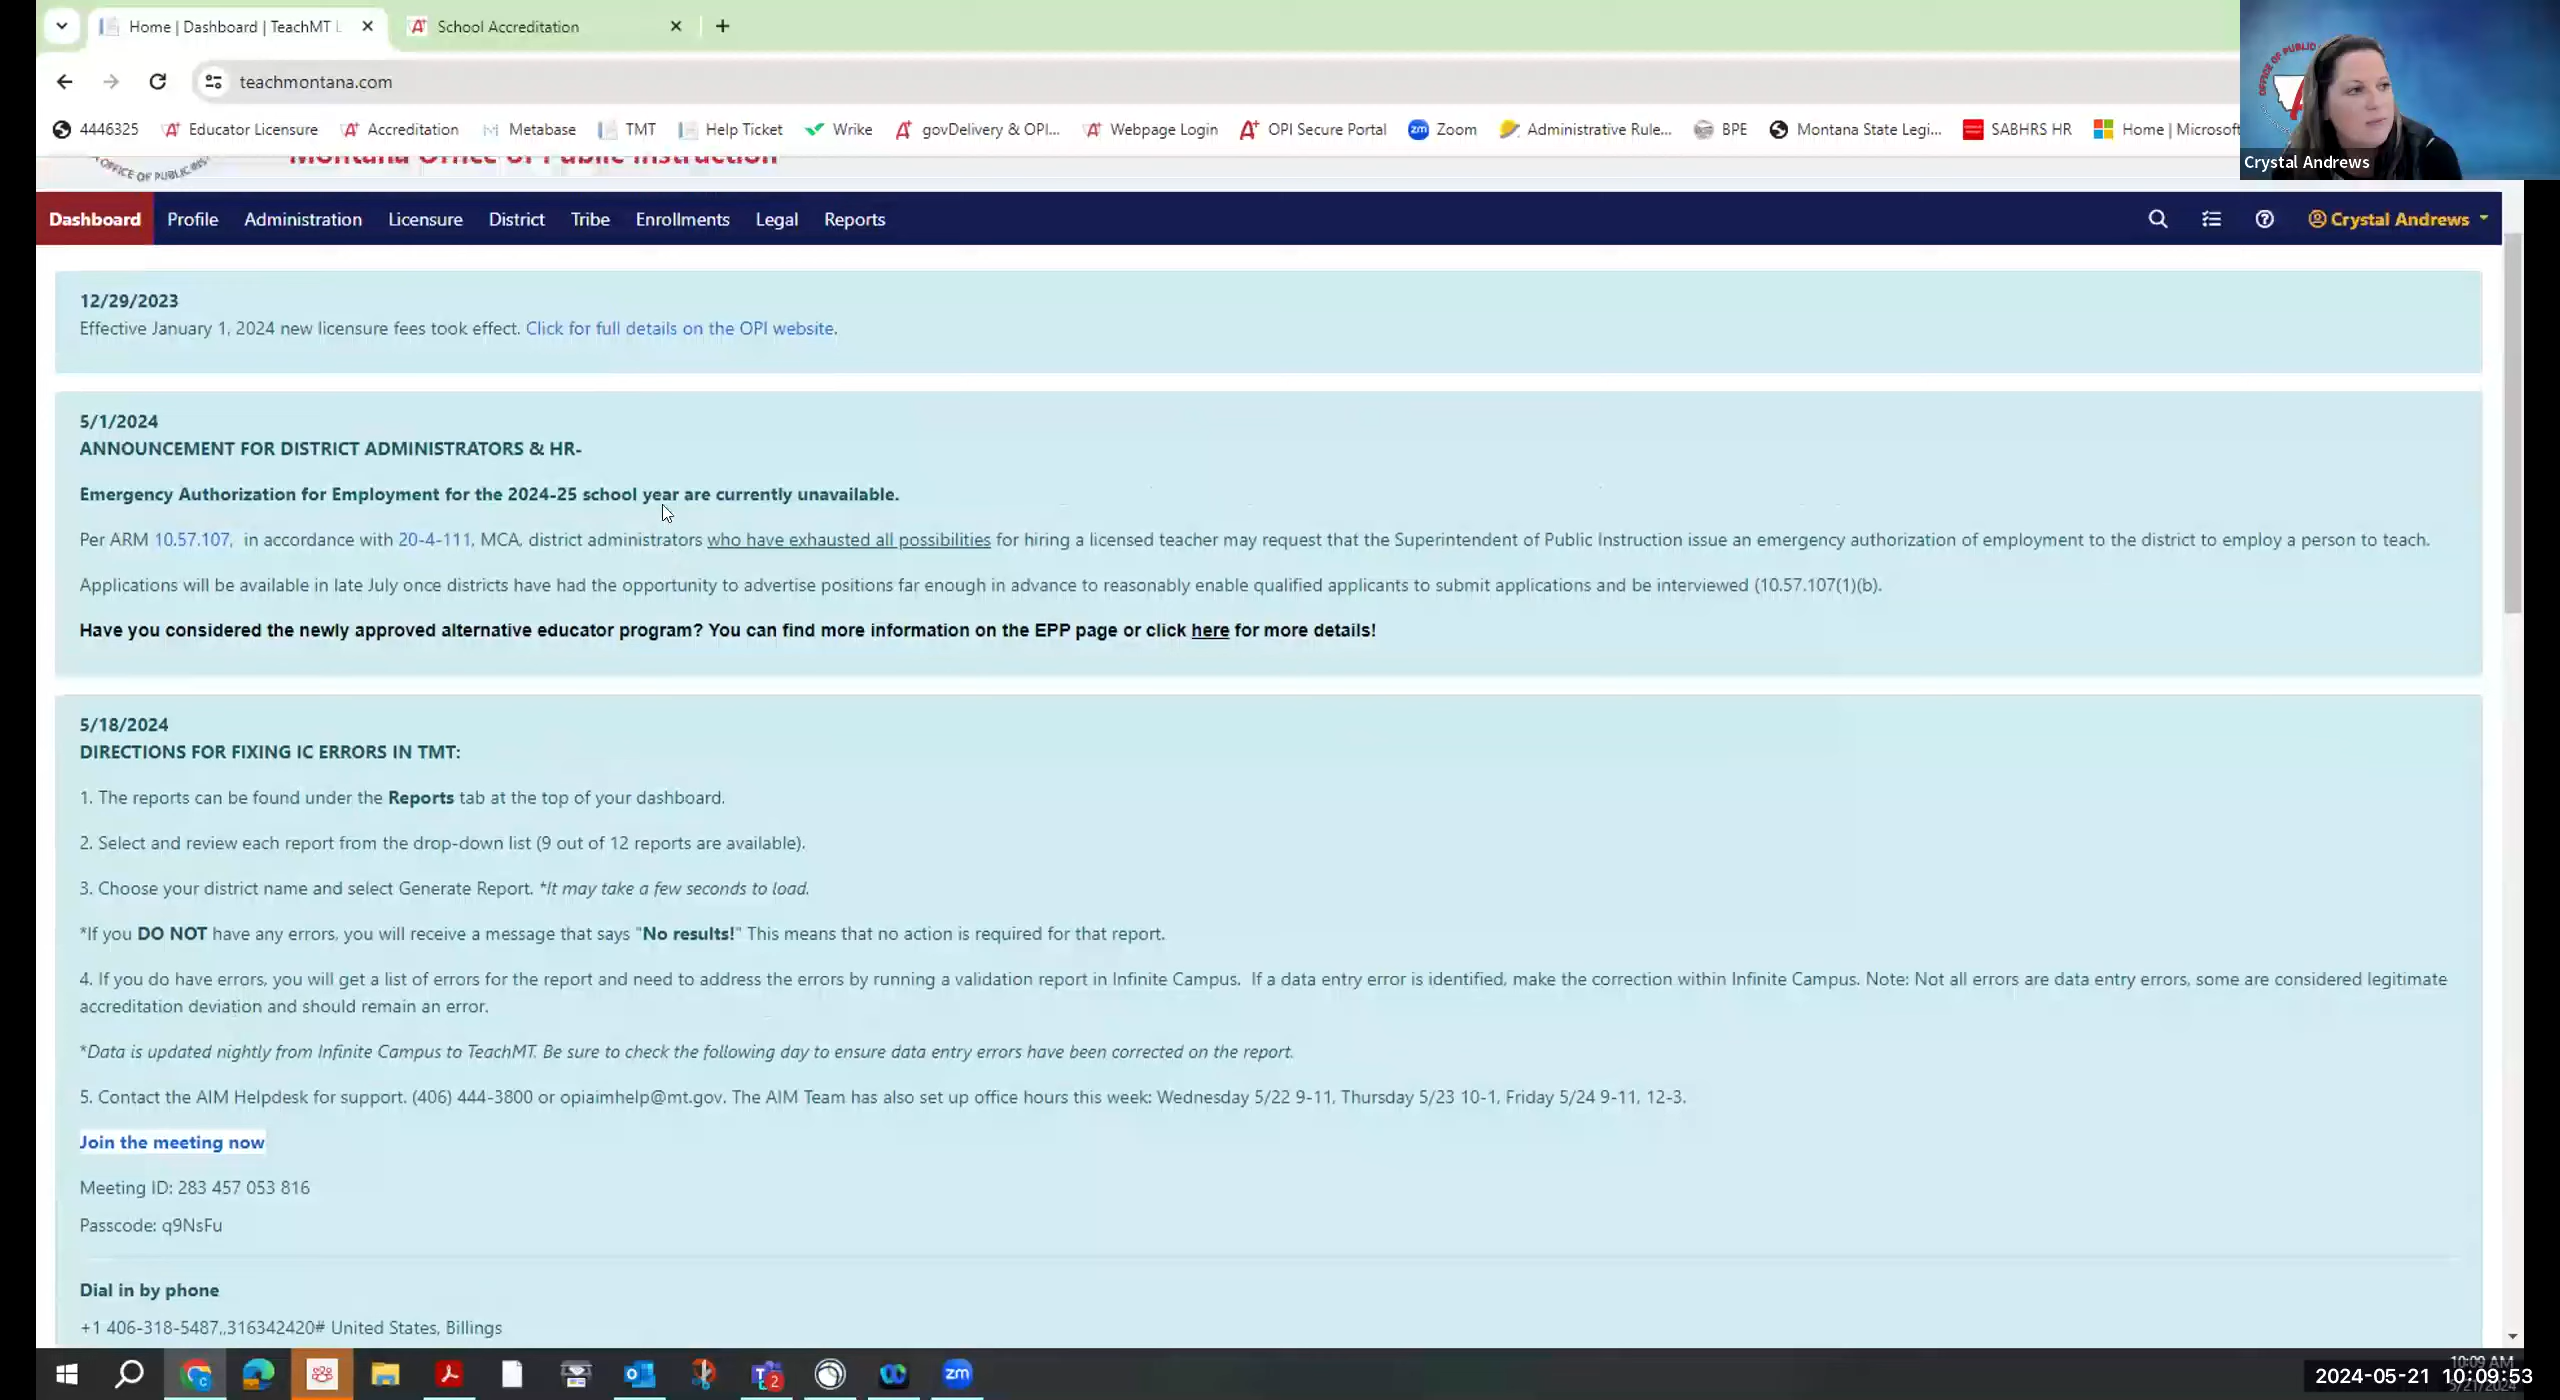 Home | Dashboard | TeachMT L
School Accreditation
teachmontana.com
4446325 Educator Licensure Accreditation Metabase TMT Help Ticket Wrike govDelivery & OPI... Webpage Login OPI Secure Portal Zoom Administrative Rule... BPE Montana State Legi... SABHRS HR Home | Microsoft
OFFICE OF PUBLIC
Crystal Andrews
OFFICE OF PUBLIC INS
Montana Office of Public Instruction
Dashboard Profile Administration Licensure District Tribe Enrollments Legal Reports Crystal Andrews
12/29/2023
Effective January 1, 2024 new licensure fees took effect. Click for full details on the OPI website.
5/1/2024
ANNOUNCEMENT FOR DISTRICT ADMINISTRATORS & HR-
Emergency Authorization for Employment for the 2024-25 school year are currently unavailable.
Per ARM 10.57.107, in accordance with 20-4-111, MCA, district administrators who have exhausted all possibilities for hiring a licensed teacher may request that the Superintendent of Public Instruction issue an emergency authorization of employment to the district to employ a person to teach.
Applications will be available in late July once districts have had the opportunity to advertise positions far enough in advance to reasonably enable qualified applicants to submit applications and be interviewed (10.57.107(1)(b).
Have you considered the newly approved alternative educator program? You can find more information on the EPP page or click here for more details!
5/18/2024
DIRECTIONS FOR FIXING IC ERRORS IN TMT:
1. The reports can be found under the Reports tab at the top of your dashboard.
2. Select and review each report from the drop-down list (9 out of 12 reports are available).
3. Choose your district name and select Generate Report. *It may take a few seconds to load.
*If you DO NOT have any errors, you will receive a message that says "No results!" This means that no action is required for that report.
4. If you do have errors, you will get a list of errors for the report and need to address the errors by running a validation report in Infinite Campus. If a data entry error is identified, make the correction within Infinite Campus. Note: Not all errors are data entry errors, some are considered legitimate
accreditation deviation and should remain an error.
*Data is updated nightly from Infinite Campus to TeachMT. Be sure to check the following day to ensure data entry errors have been corrected on the report.
5. Contact the AIM Helpdesk for support. (406) 444-3800 or opiaimhelp@mt.gov. The AIM Team has also set up office hours this week: Wednesday 5/22 9-11, Thursday 5/23 10-1, Friday 5/24 9-11, 12-3.
Join the meeting now
Meeting ID: 283 457 053 816
Passcode: q9NsFu
Dial in by phone
+1 406-318-5487,,316342420# United States, Billings
zm
10:09 AM
2024-05-21 10:09:53